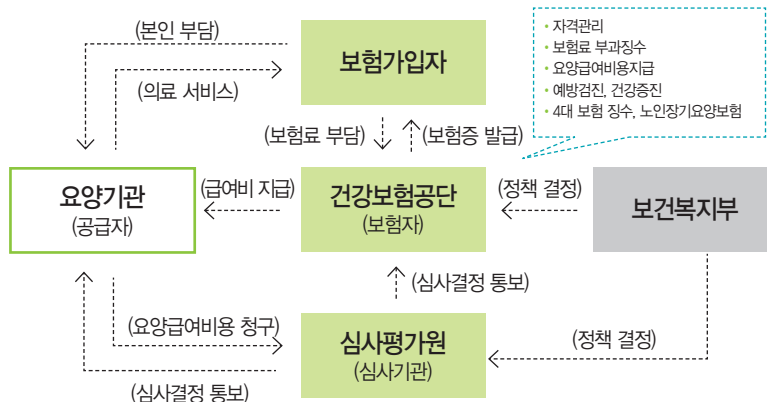 (본인 부담)
보험가입자
(의료 서비스)
• 자격관리
• 보험료 부과징수
• 요양급여비용지급
• 예방검진, 건강증진
• 4대 보험 징수, 노인장기요양보험
(보험료 부담)
(보험증 발급)
요양기관
(공급자)
(급여비 지급)
건강보험공단
(보험자)
(정책 결정)
보건복지부
(심사결정 통보)
(요양급여비용 청구)
심사평가원
(심사기관)
(정책 결정)
(심사결정 통보)